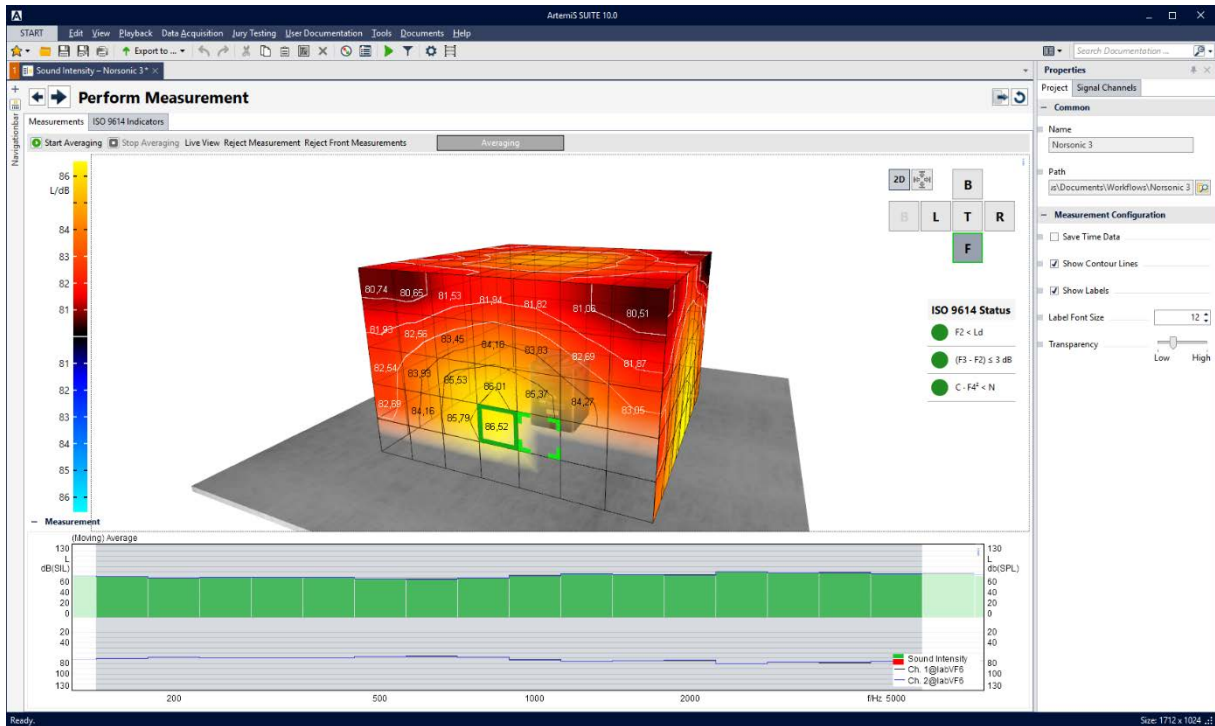 ArtemiS SUITE 10.0
START Edit View Playback Data Acquisition Jury Testing User Documentation Tools Documents Help
Export to ... Search Documentation ...
1 Sound Intensity – Norsonic 3*
Properties
Perform Measurement
Project Signal Channels
Navigationbar
Measurements ISO 9614 Indicators
Common
Start Averaging Stop Averaging Live View Reject Measurement Reject Front Measurements Averaging
Name
Norsonic 3
Path
\Documents\Workflows\Norsonic 3
Measurement Configuration
Save Time Data
Show Contour Lines
Show Labels
Label Font Size 12
Transparency
Low High
86
L/dB
84
83
82
81
81
82
83
84
85
86
2D B
B L T R
F
80,74 80,65 81,53 81,94 81,82 81,06 80,51
81,93 82,56 83,45 84,18 83,83 82,69 81,87
82,54 83,93 85,53 86,01 85,37 84,27 83,05
82,69 84,16 85,79 86,52
ISO 9614 Status
F2 < Ld
(F3 - F2) ≤ 3 dB
C - F4² < N
Measurement
(Moving) Average
130
L
dB(SIL)
60
40
20
0
20
40
80
100
130
130
L
db(SPL)
60
40
20
0
20
40
80
100
130
Sound Intensity
Ch. 1@labVF6
Ch. 2@labVF6
200 500 1000 2000 f/Hz 5000
Ready. Size: 1712 x 1024